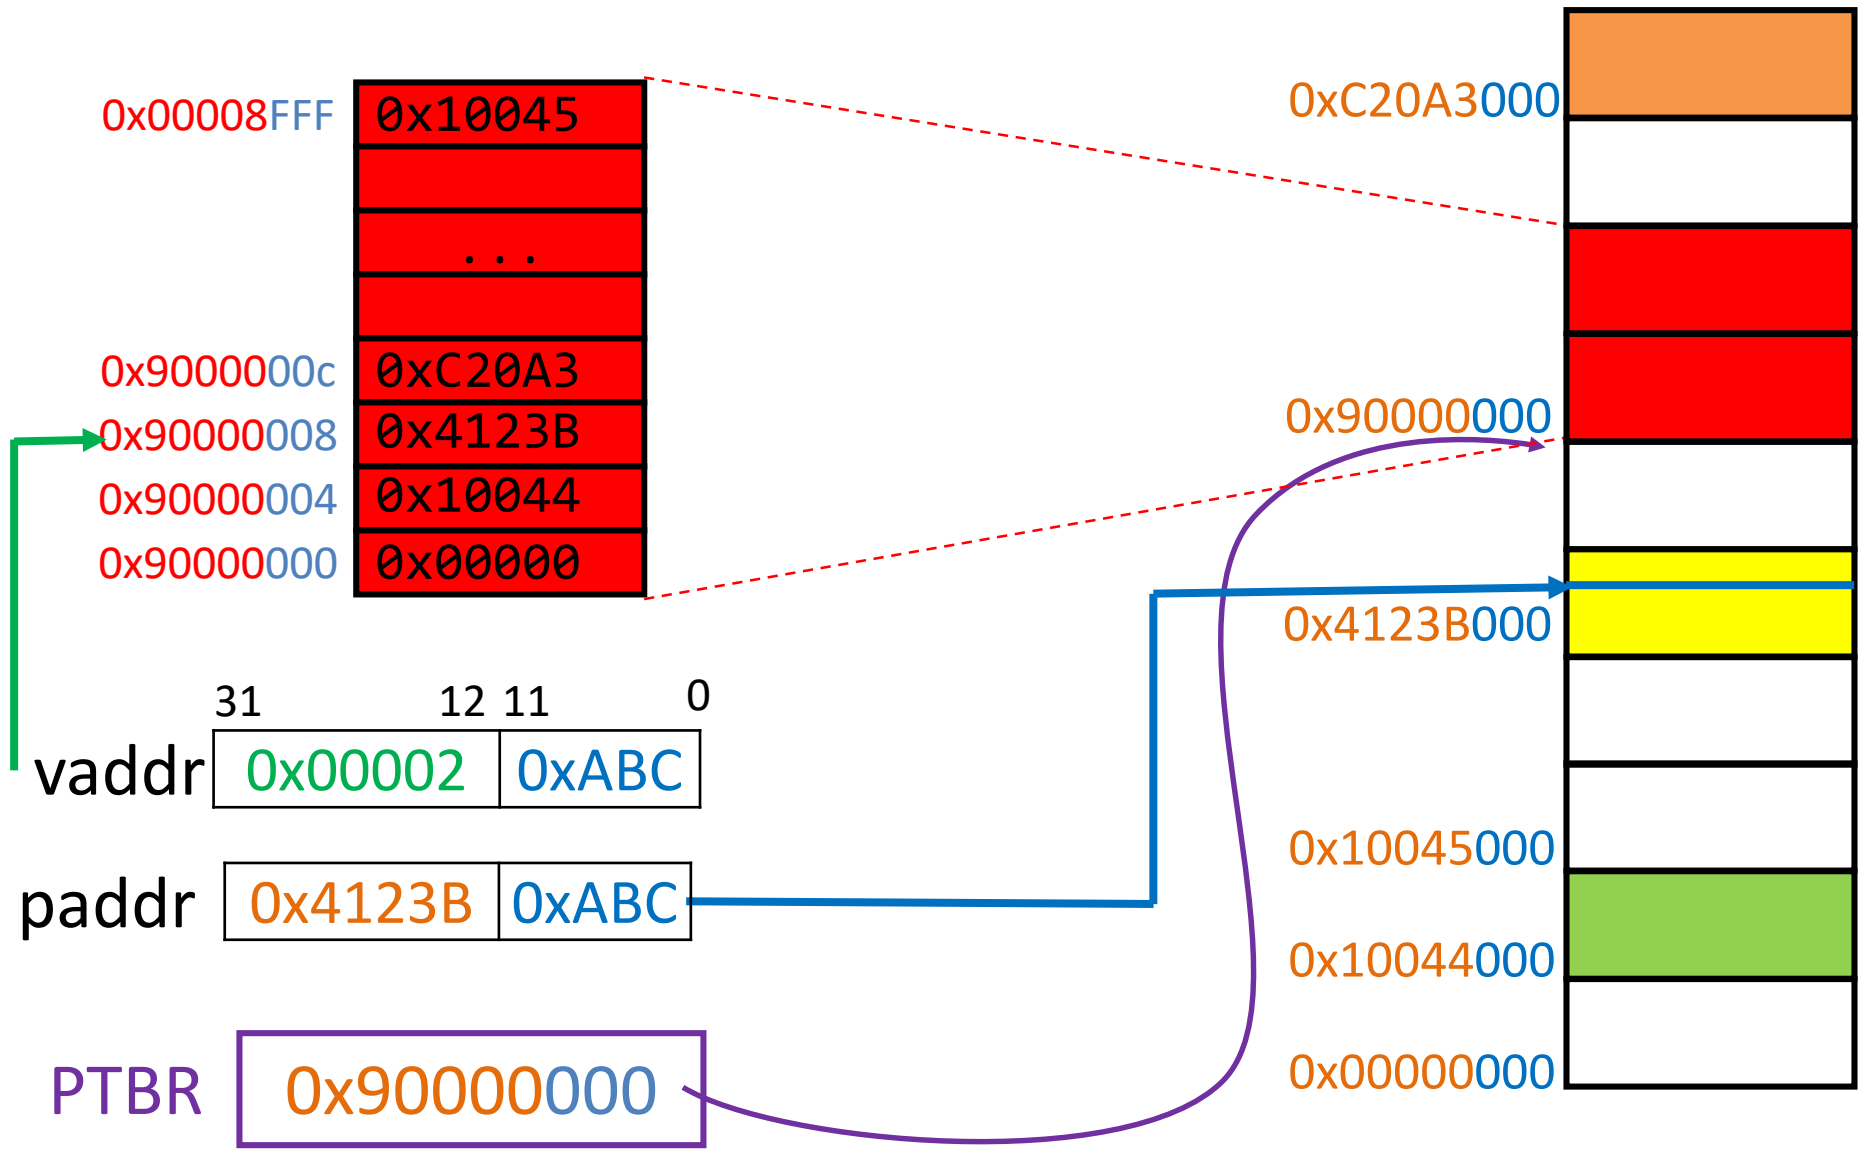 0x00008FFF 0x10045
...
0x9000000c 0xC20A3
0x90000008 0x4123B
0x90000004 0x10044
0x90000000 0x00000
31 12 11 0
vaddr 0x00002 0xABC
paddr 0x4123B 0xABC
PTBR 0x90000000
0xC20A3000
0x90000000
0x4123B000
0x10045000
0x10044000
0x00000000